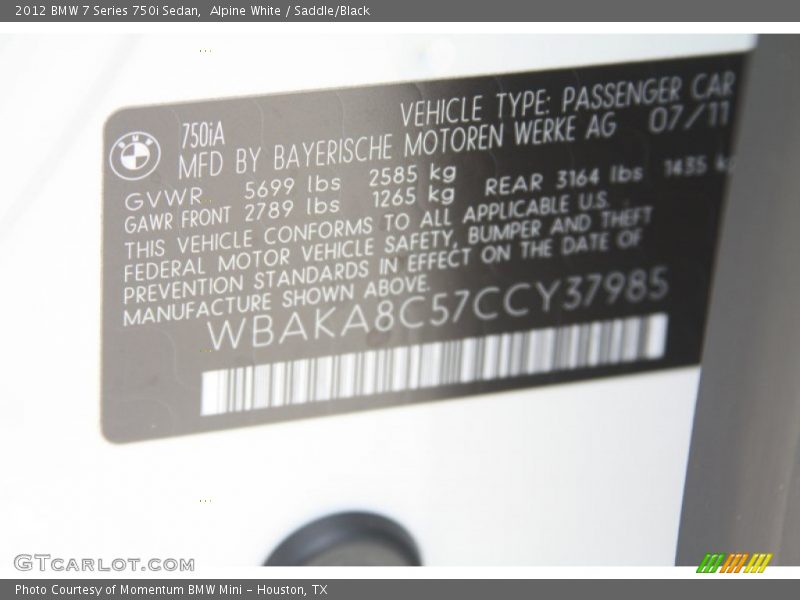 2012 BMW 7 Series 750i Sedan,  Alpine White / Saddle/Black
VEHICLE TYPE: PASSENGER CAR
750iA
MFD BY BAYERISCHE MOTOREN WERKE AG 07/11
GVWR 5699 lbs 2585 kg
GAWR FRONT 2789 lbs 1265 kg REAR 3164 lbs 1435 kg
THIS VEHICLE CONFORMS TO ALL APPLICABLE U.S.
FEDERAL MOTOR VEHICLE SAFETY, BUMPER AND THEFT
PREVENTION STANDARDS IN EFFECT ON THE DATE OF
MANUFACTURE SHOWN ABOVE.
WBAKA8C57CCY37985
GTCARLOT.COM
Photo Courtesy of Momentum BMW Mini - Houston, TX